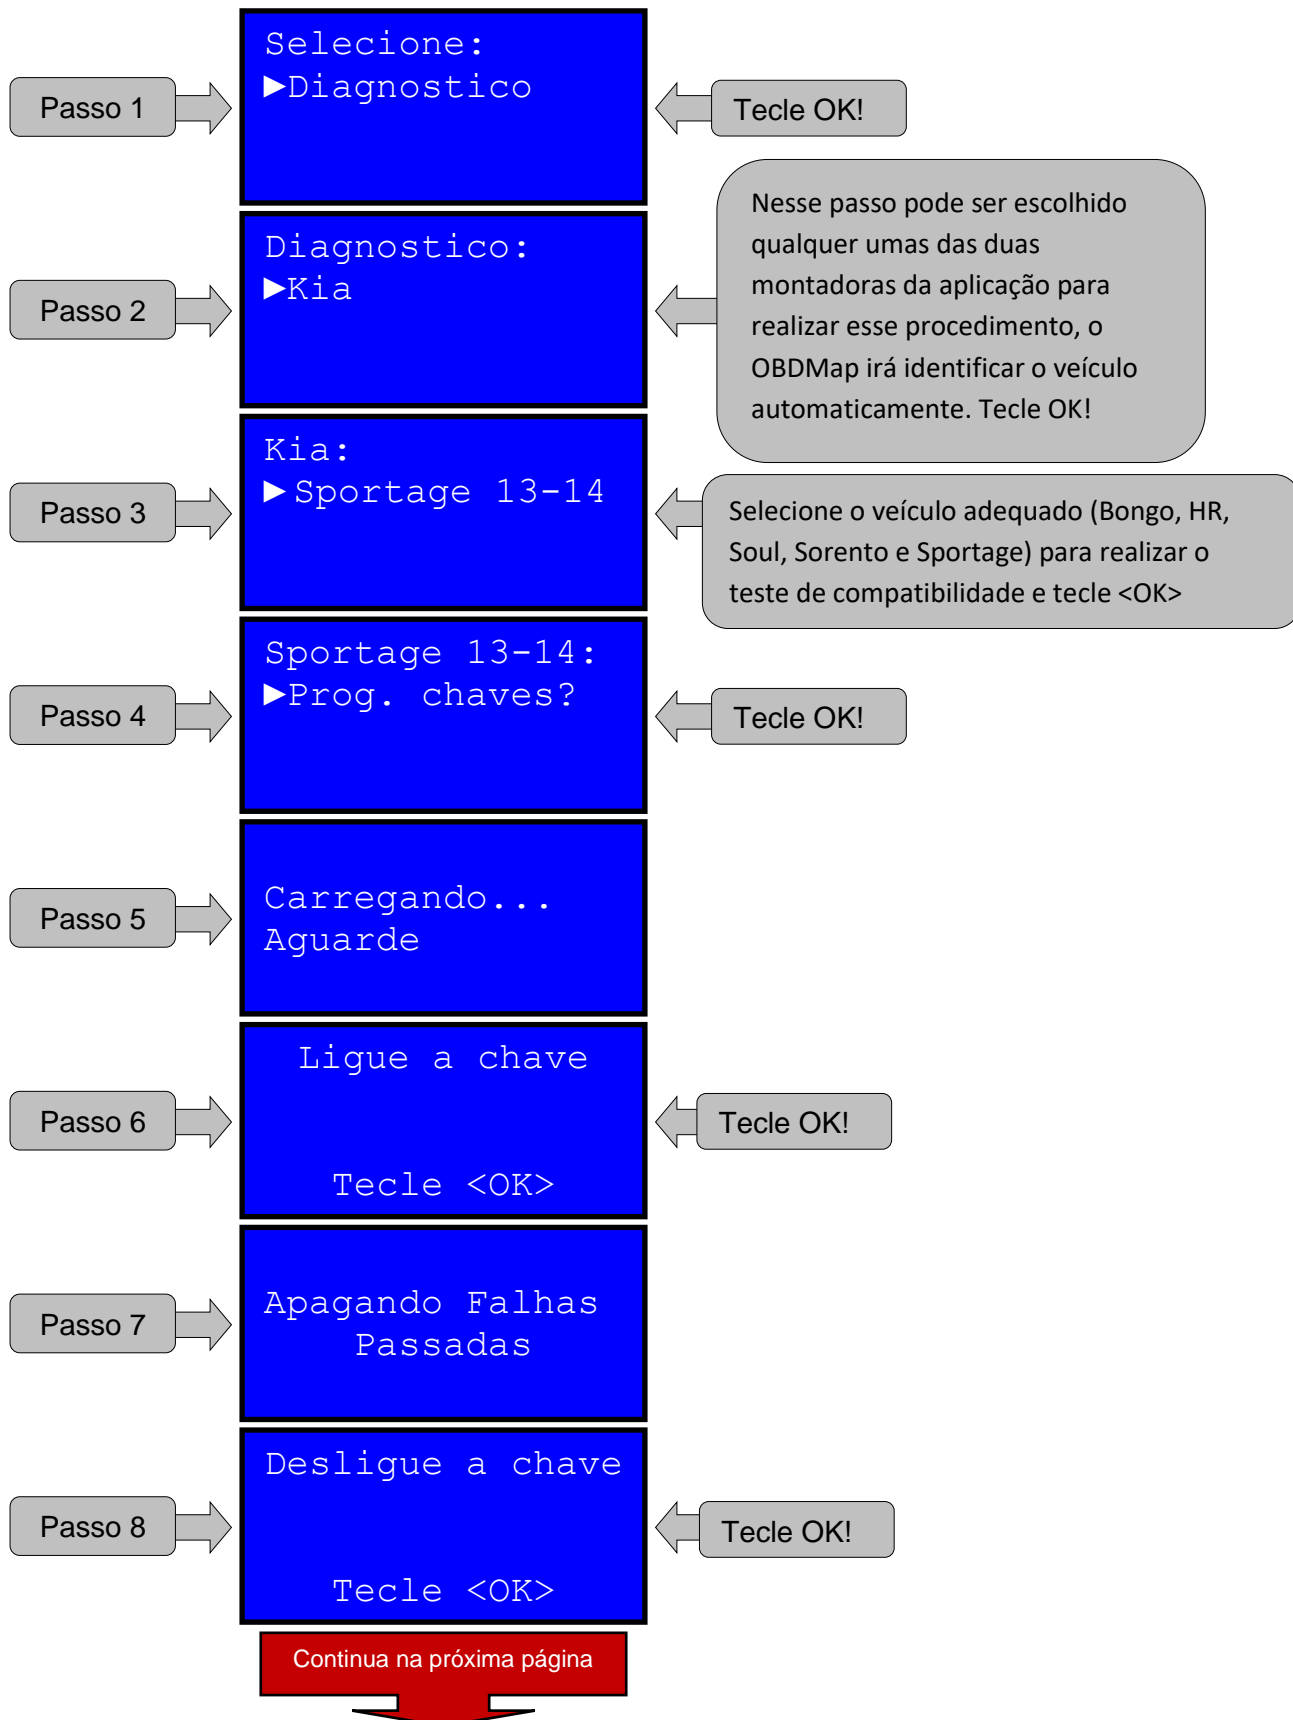 Passo 1
Selecione:
►Diagnostico
Tecle OK!
Passo 2
Diagnostico:
►Kia
Nesse passo pode ser escolhido
qualquer umas das duas
montadoras da aplicação para
realizar esse procedimento, o
OBDMap irá identificar o veículo
automaticamente. Tecle OK!
Passo 3
Kia:
►Sportage 13-14
Selecione o veículo adequado (Bongo, HR,
Soul, Sorento e Sportage) para realizar o
teste de compatibilidade e tecle <OK>
Passo 4
Sportage 13-14:
►Prog. chaves?
Tecle OK!
Passo 5
Carregando...
Aguarde
Passo 6
Ligue a chave
Tecle <OK>
Tecle OK!
Passo 7
Apagando Falhas
Passadas
Passo 8
Desligue a chave
Tecle <OK>
Tecle OK!
Continua na próxima página